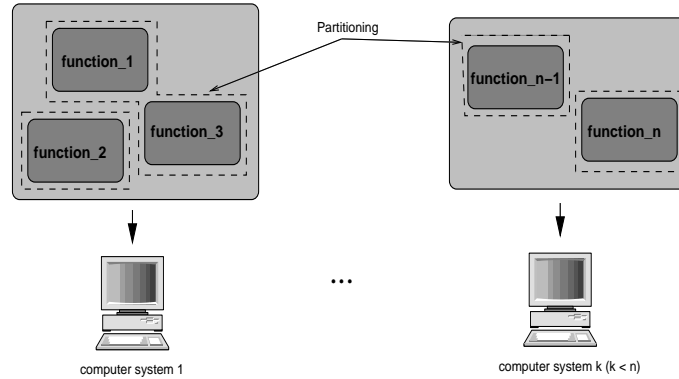 Partitioning
function_1
function_2
function_3
function_n−1
function_n
...
computer system 1
computer system k (k < n)